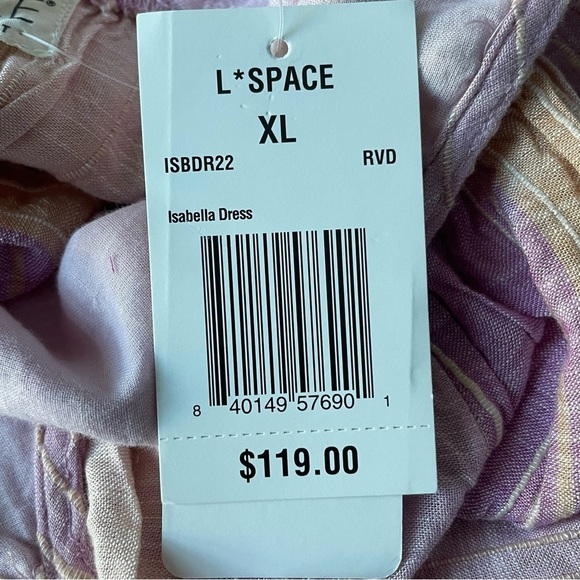 L*SPACE
XL
ISBDR22 RVD
Isabella Dress
8 40149 57690 1
$119.00